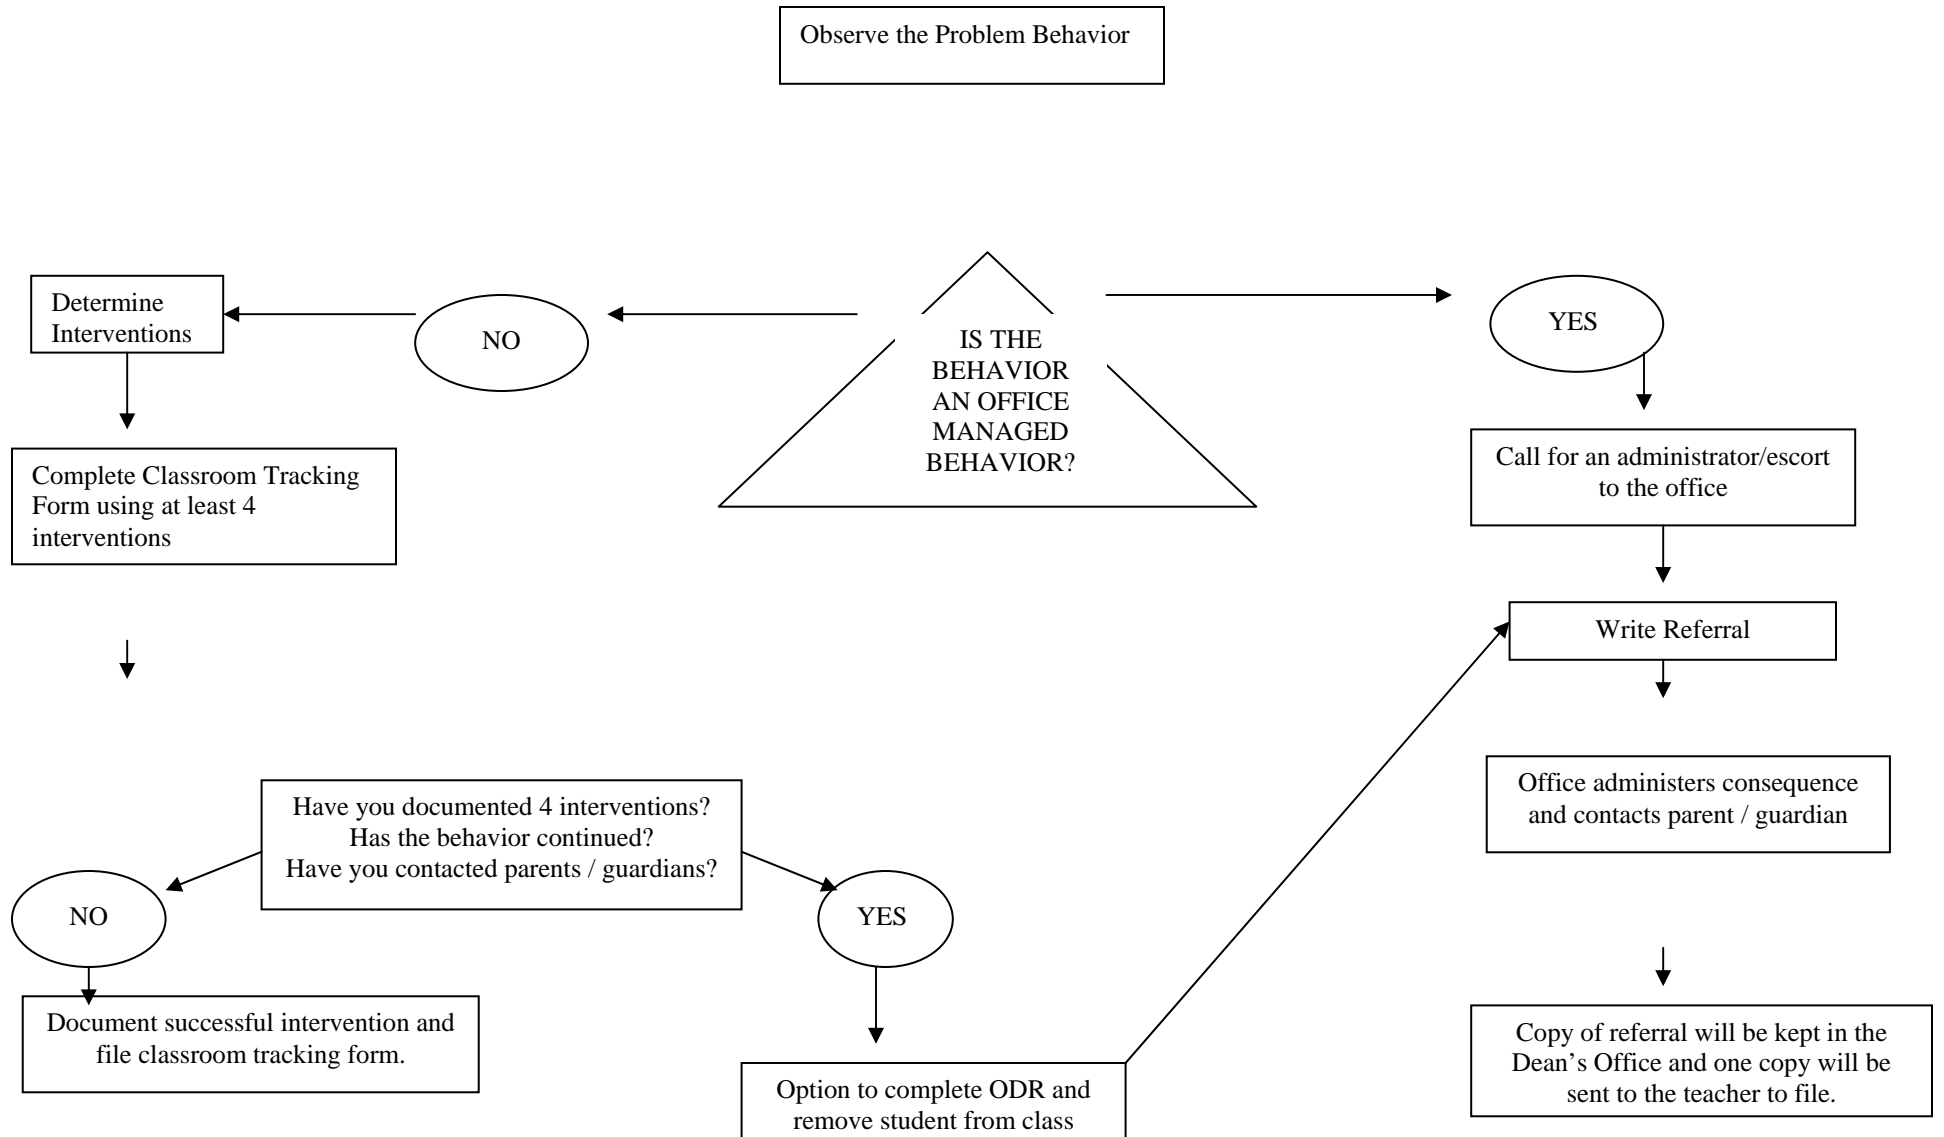 Observe the Problem Behavior
Determine
Interventions
NO
IS THE
BEHAVIOR
AN OFFICE
MANAGED
BEHAVIOR?
YES
Complete Classroom Tracking
Form using at least 4
interventions
Call for an administrator/escort
to the office
Write Referral
Have you documented 4 interventions?
Has the behavior continued?
Have you contacted parents / guardians?
Office administers consequence
and contacts parent / guardian
NO
YES
Document successful intervention and
file classroom tracking form.
Option to complete ODR and
remove student from class
Copy of referral will be kept in the
Dean’s Office and one copy will be
sent to the teacher to file.